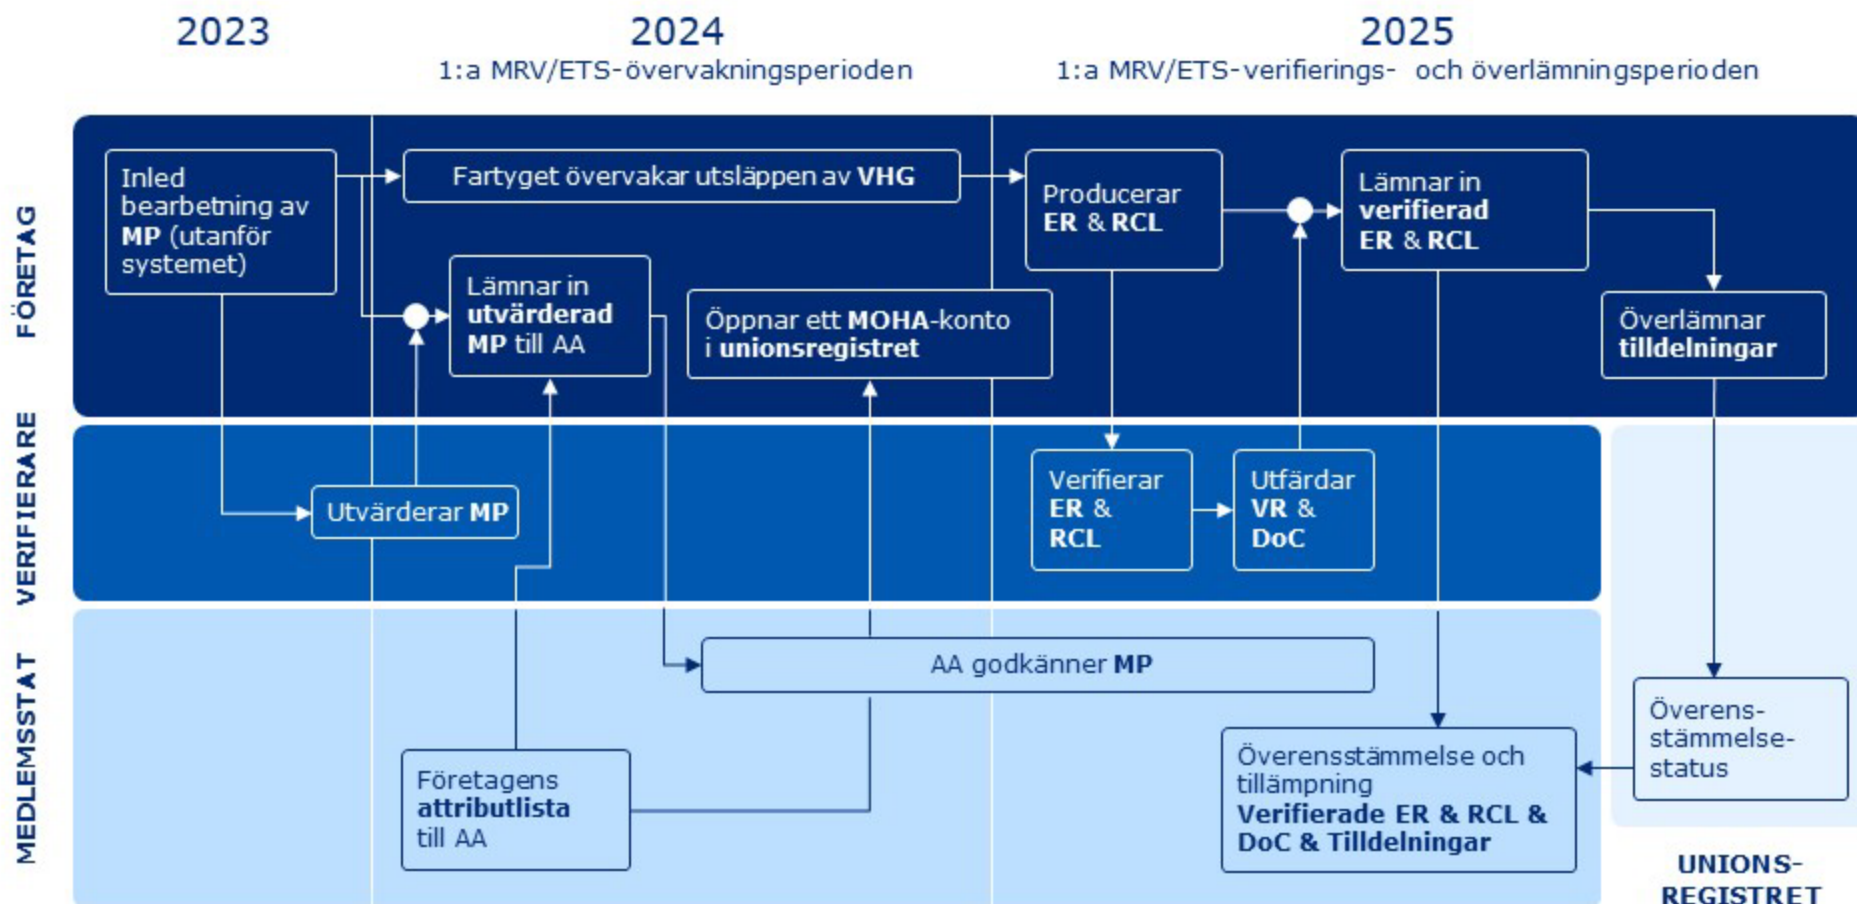 2023
2024
1:a MRV/ETS-övervakningsperioden
2025
1:a MRV/ETS-verifierings- och överlämningsperioden
FÖRETAG
Inled
bearbetning av
MP (utanför
systemet)
Fartyget övervakar utsläppen av VHG
Lämnar in
utvärderad
MP till AA
Öppnar ett MOHA-konto
i unionsregistret
Producerar
ER & RCL
Lämnar in
verifierad
ER & RCL
Överlämnar
tilldelningar
VERIFIERARE
Utvärderar MP
Verifierar
ER &
RCL
Utfärdar
VR &
DoC
MEDLEMSSTAT
AA godkänner MP
Företagens
attributlista
till AA
Överensstämmelse och
tillämpning
Verifierade ER & RCL &
DoC & Tilldelningar
Överens-
stämmelse-
status
UNIONS-
REGISTRET